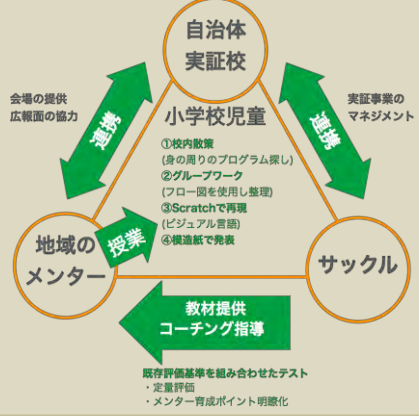 自治体
実証校
会場の提供
広報面の協力
連携
連携
実証事業の
マネジメント
小学校児童
①校内散策
(身の周りのプログラム探し)
②グループワーク
(フロー図を使用し整理)
③Scratchで再現
(ビジュアル言語)
④模造紙で発表
地域の
メンター
授業
サックル
教材提供
コーチング指導
既存評価基準を組み合わせたテスト
・定量評価
・メンター育成ポイント明瞭化